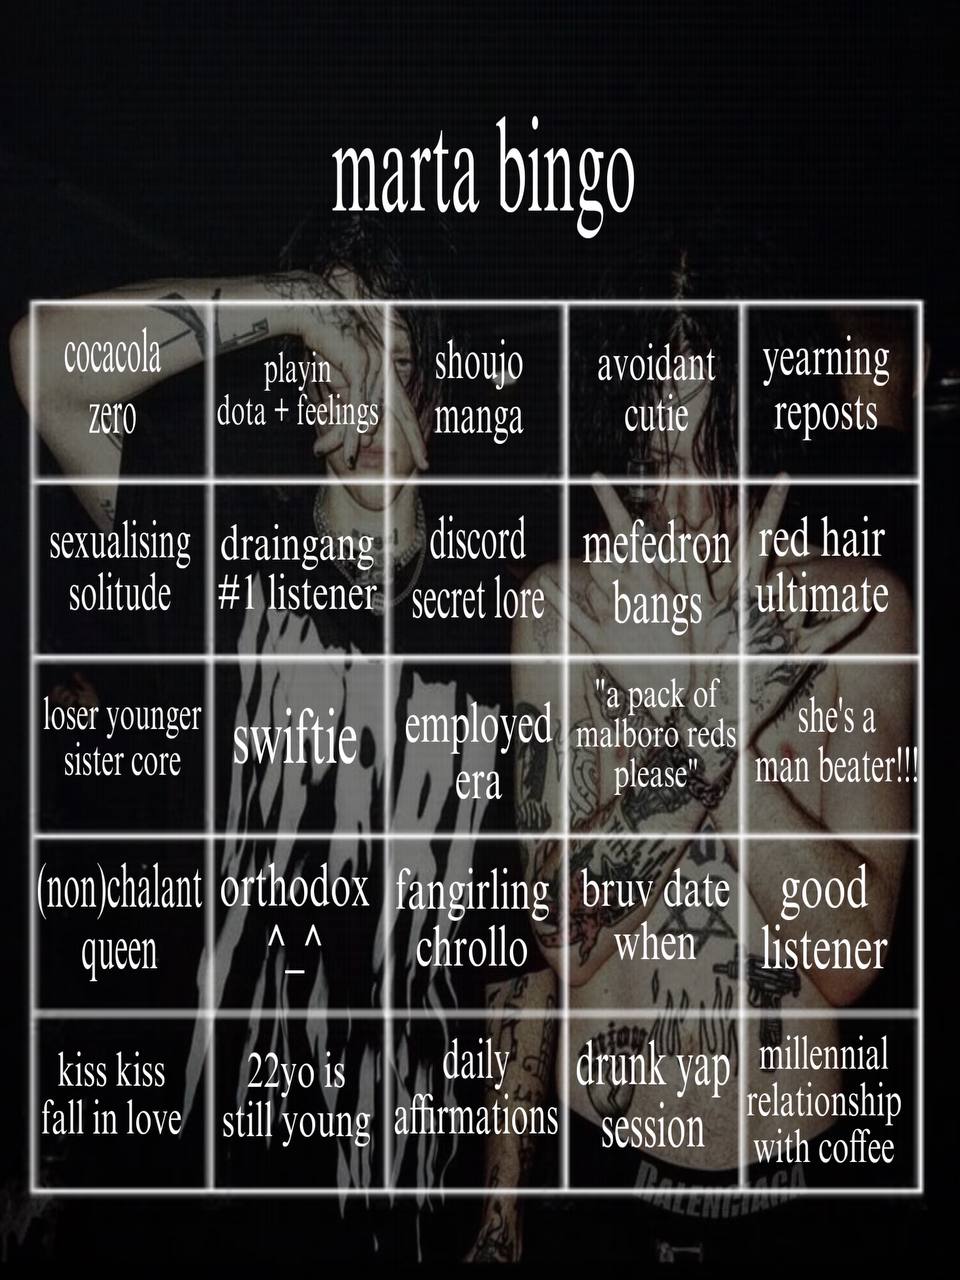 marta bingo
cocacola
zero
playin
dota + feelings
shoujo
manga
avoidant
cutie
yearning
reposts
sexualising
solitude
draingang
#1 listener
discord
secret lore
mefedron
bangs
red hair
ultimate
loser younger
sister core
swiftie
employed
era
"a pack of
malboro reds
please"
she's a
man beater!!!
(non)chalant
queen
orthodox
^_^
fangirling
chrollo
bruv date
when
good
listener
kiss kiss
fall in love
22yo is
still young
daily
affirmations
drunk yap
session
millennial
relationship
with coffee
BALENCIAGA